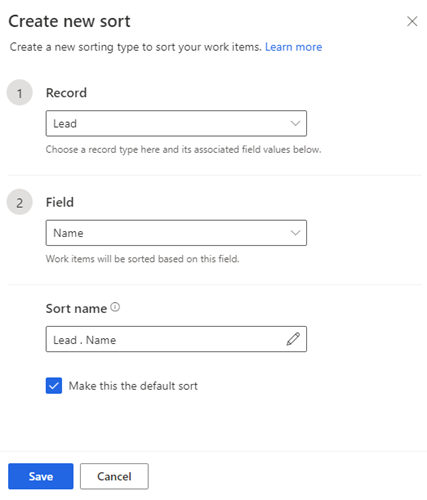 Create new sort
Create a new sorting type to sort your work items. Learn more
1 Record
Lead
Choose a record type here and its associated field values below.
2 Field
Name
Work items will be sorted based on this field.
Sort name
Lead . Name
Make this the default sort
Save Cancel